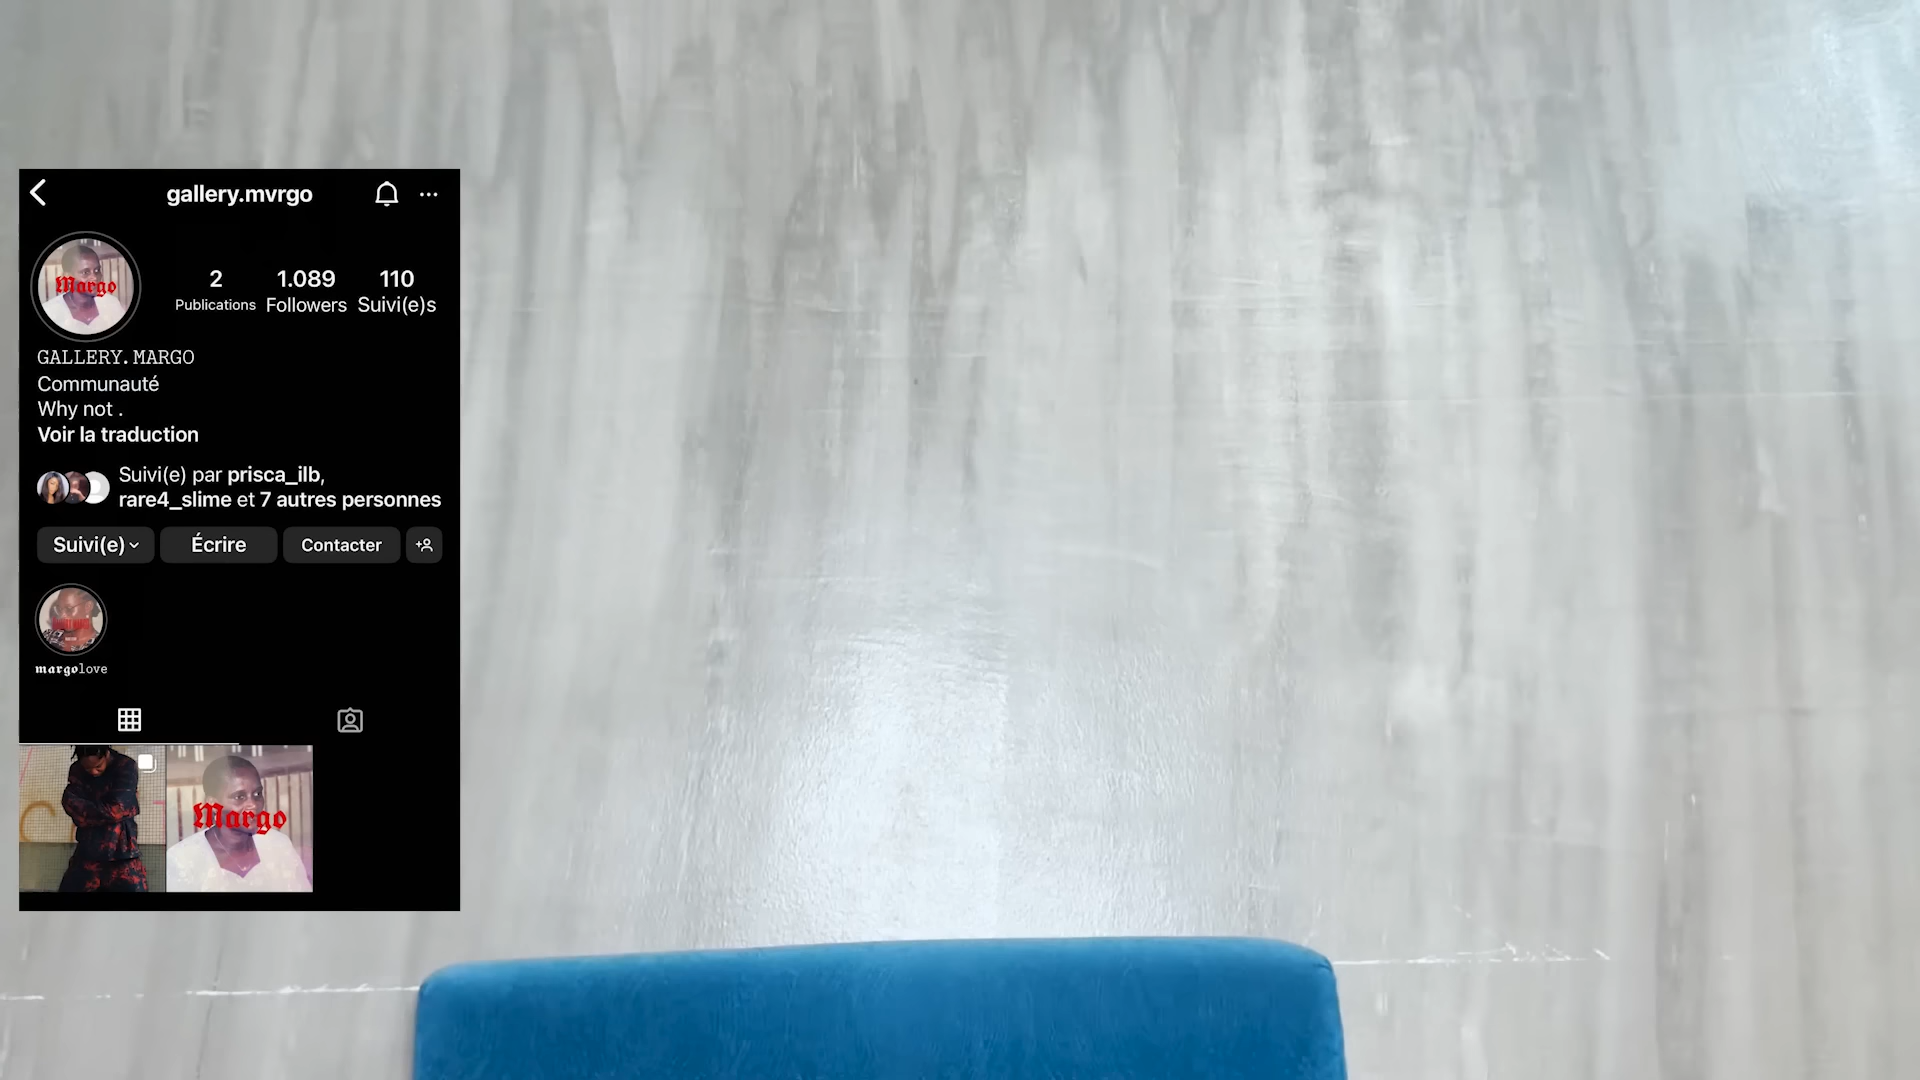 gallery.mvrgo
Margo
2 1.089 110
Publications Followers Suivi(e)s
GALLERY.MARGO
Communauté
Why not .
Voir la traduction
Suivi(e) par prisca_ilb,
rare4_slime et 7 autres personnes
Suivi(e) Écrire Contacter
margolove
Margo